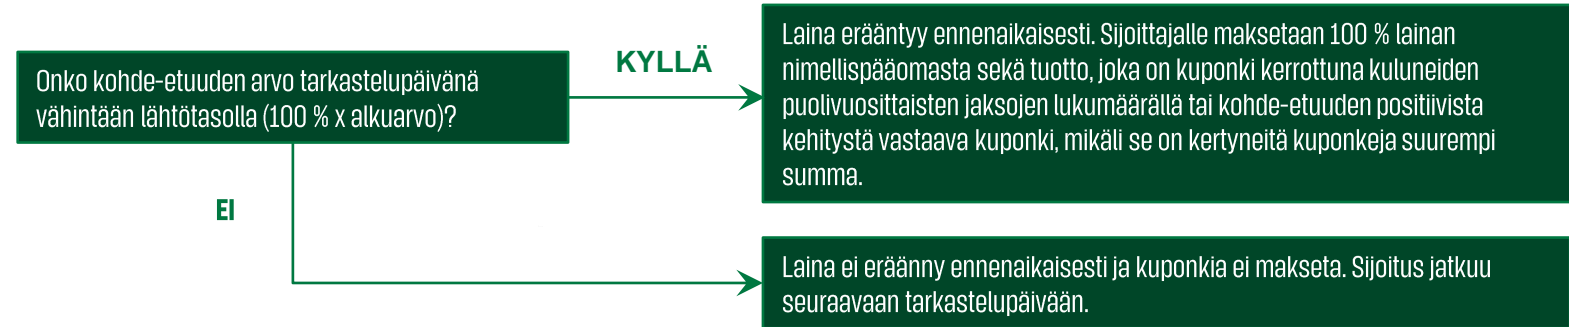 Onko kohde-etuuden arvo tarkastelupäivänä
vähintään lähtötasolla (100 % x alkuarvo)?
KYLLÄ
Laina erääntyy ennenaikaisesti. Sijoittajalle maksetaan 100 % lainan
nimellispääomasta sekä tuotto, joka on kuponki kerrottuna kuluneiden
puolivuosittaisten jaksojen lukumäärällä tai kohde-etuuden positiivista
kehitystä vastaava kuponki, mikäli se on kertyneitä kuponkeja suurempi
summa.
EI
Laina ei eräänny ennenaikaisesti ja kuponkia ei makseta. Sijoitus jatkuu
seuraavaan tarkastelupäivään.